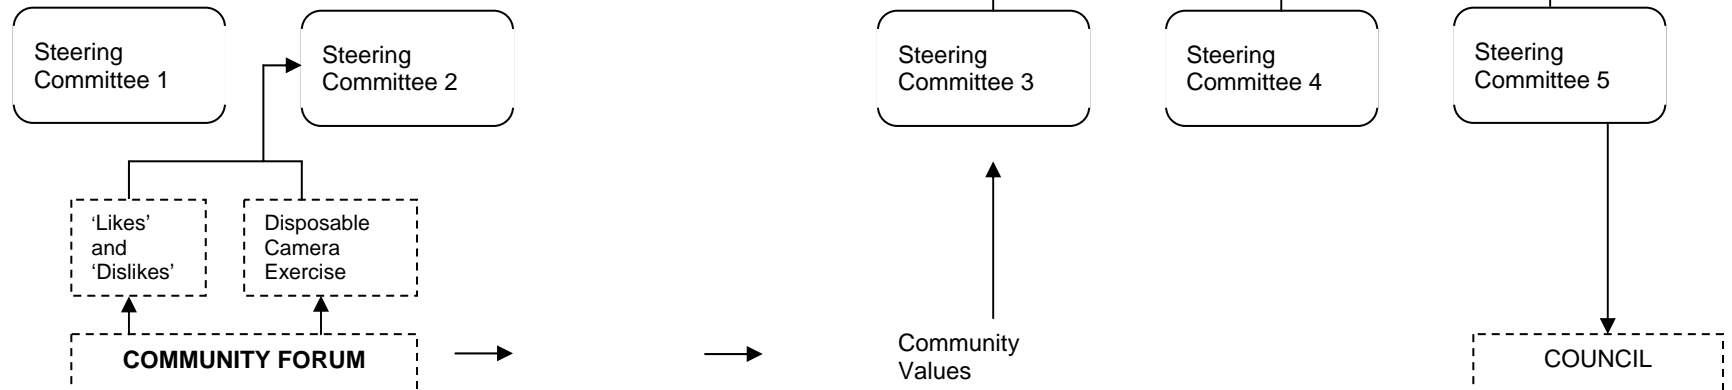 Steering
Committee 1
Steering
Committee 2
Steering
Committee 3
Steering
Committee 4
Steering
Committee 5
‘Likes’
and
‘Dislikes’
Disposable
Camera
Exercise
COMMUNITY FORUM
Community
Values
COUNCIL